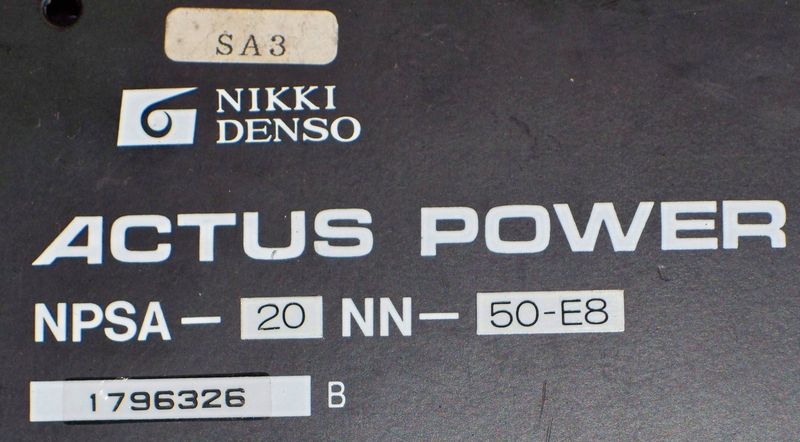 SA3
NIKKI
DENSO
ACTUS POWER
NPSA-20 NN-50-E8
1796326 B